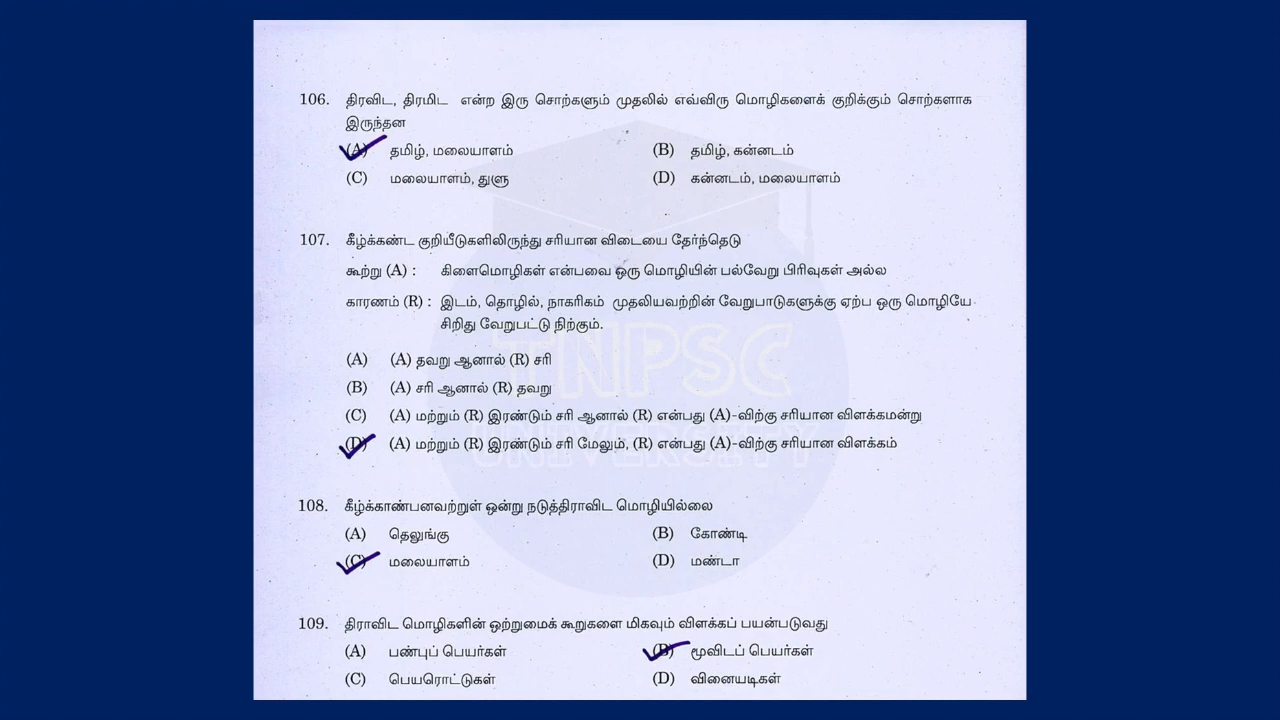 106. திரவிட, திரமிட என்ற இரு சொற்களும் முதலில் எவ்விரு மொழிகளைக் குறிக்கும் சொற்களாக
இருந்தன
(A) தமிழ், மலையாளம் (B) தமிழ், கன்னடம்
(C) மலையாளம், துளு (D) கன்னடம், மலையாளம்
107. கீழ்க்கண்ட குறியீடுகளிலிருந்து சரியான விடையை தேர்ந்தெடு
கூற்று (A) : கிளைமொழிகள் என்பவை ஒரு மொழியின் பல்வேறு பிரிவுகள் அல்ல
காரணம் (R) : இடம், தொழில், நாகரிகம் முதலியவற்றின் வேறுபாடுகளுக்கு ஏற்ப ஒரு மொழியே
சிறிது வேறுபட்டு நிற்கும்.
(A) (A) தவறு ஆனால் (R) சரி
(B) (A) சரி ஆனால் (R) தவறு
(C) (A) மற்றும் (R) இரண்டும் சரி ஆனால் (R) என்பது (A)-விற்கு சரியான விளக்கமன்று
(D) (A) மற்றும் (R) இரண்டும் சரி மேலும், (R) என்பது (A)-விற்கு சரியான விளக்கம்
TNPSC
UNIVERSITY
108. கீழ்க்காண்பனவற்றுள் ஒன்று நடுத்திராவிட மொழியில்லை
(A) தெலுங்கு (B) கோண்டி
(C) மலையாளம் (D) மண்டா
109. திராவிட மொழிகளின் ஒற்றுமைக் கூறுகளை மிகவும் விளக்கப் பயன்படுவது
(A) பண்புப் பெயர்கள் (B) மூவிடப் பெயர்கள்
(C) பெயரொட்டுகள் (D) வினையடிகள்